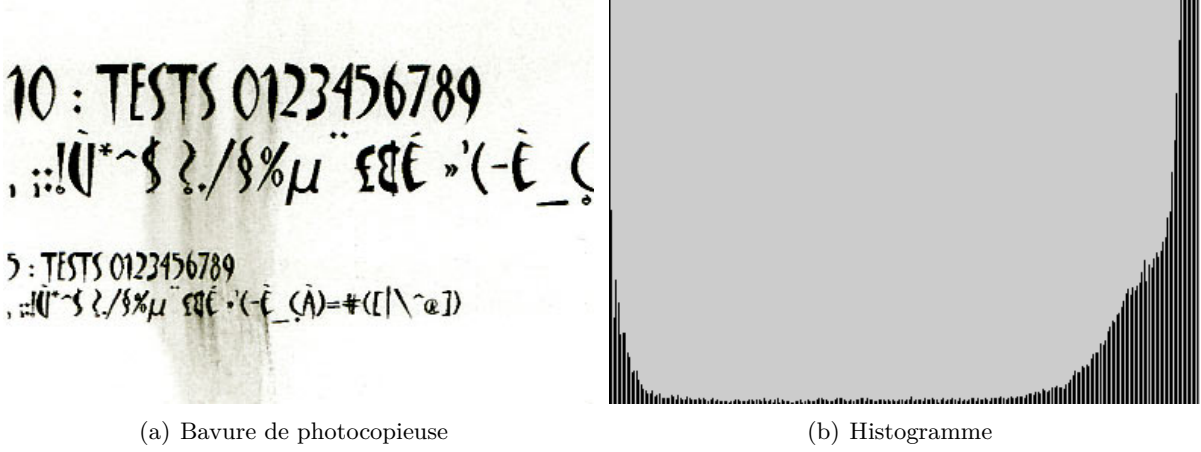 10 : TESTS 0123456789
, ;:!Ù*^$ ?./§%µ ¨ £¢É »'(-È_Ç
5 : TESTS 0123456789
, ;:!Ù*^$ ?./§%µ ¨ £¢É »'(-È_ÇÀ)=#([|\^@])
(a) Bavure de photocopieuse
(b) Histogramme